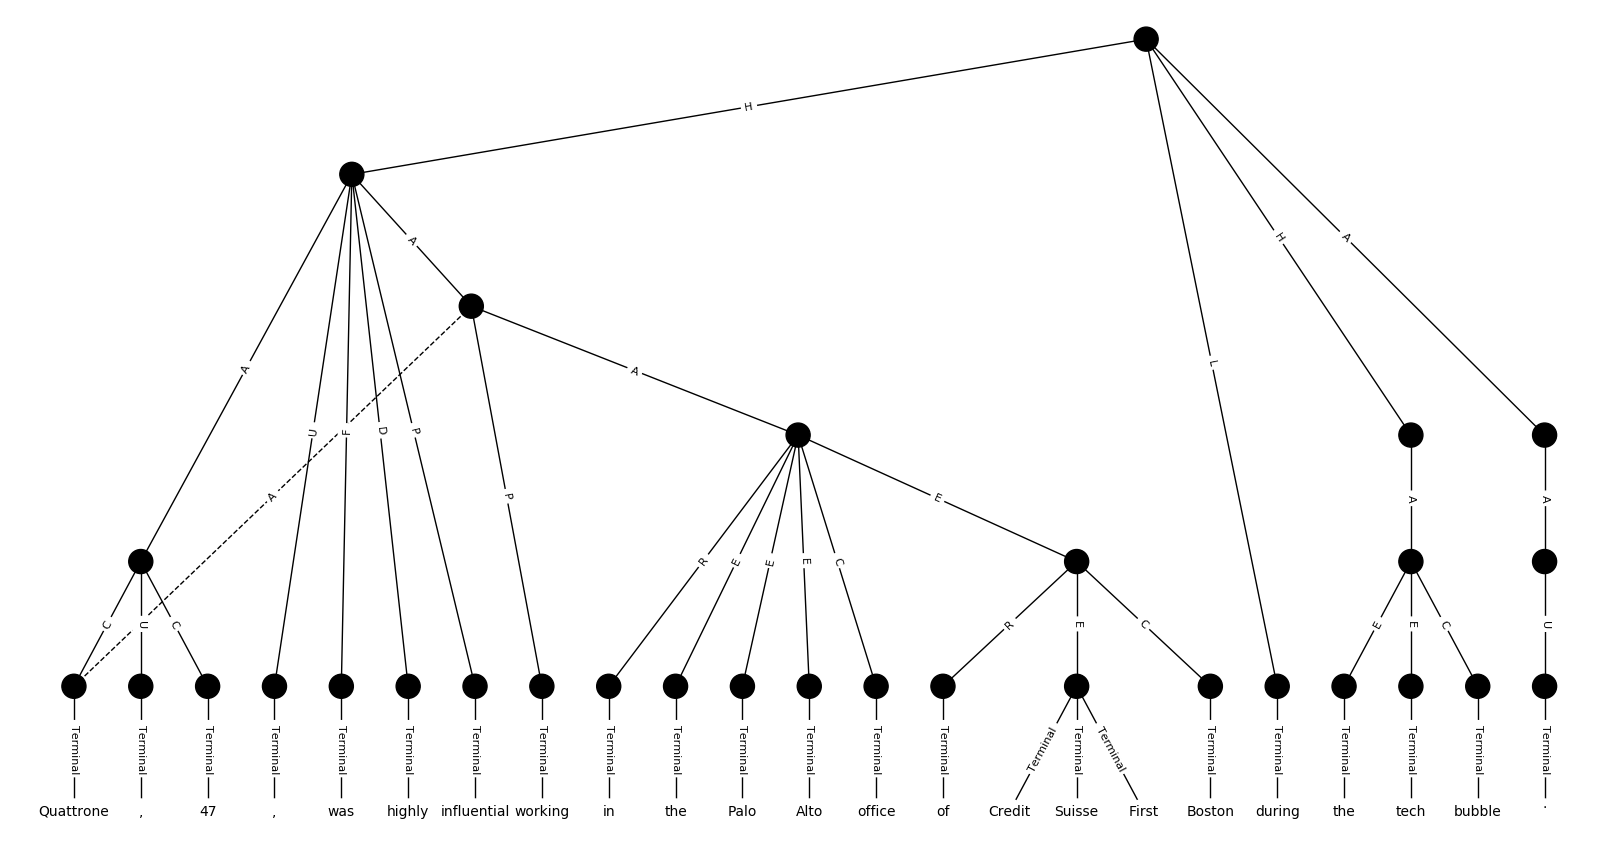 H
A
H
A
A
A
L
U
F
D
P
A
P
A
R
E
E
E
C
E
A
A
C
U
C
R
E
C
E
E
C
U
Terminal Terminal Terminal Terminal Terminal Terminal Terminal Terminal Terminal Terminal Terminal Terminal Terminal Terminal Terminal Terminal Terminal Terminal Terminal Terminal Terminal Terminal Terminal
Quattrone , 47 , was highly influential working in the Palo Alto office of Credit Suisse First Boston during the tech bubble .